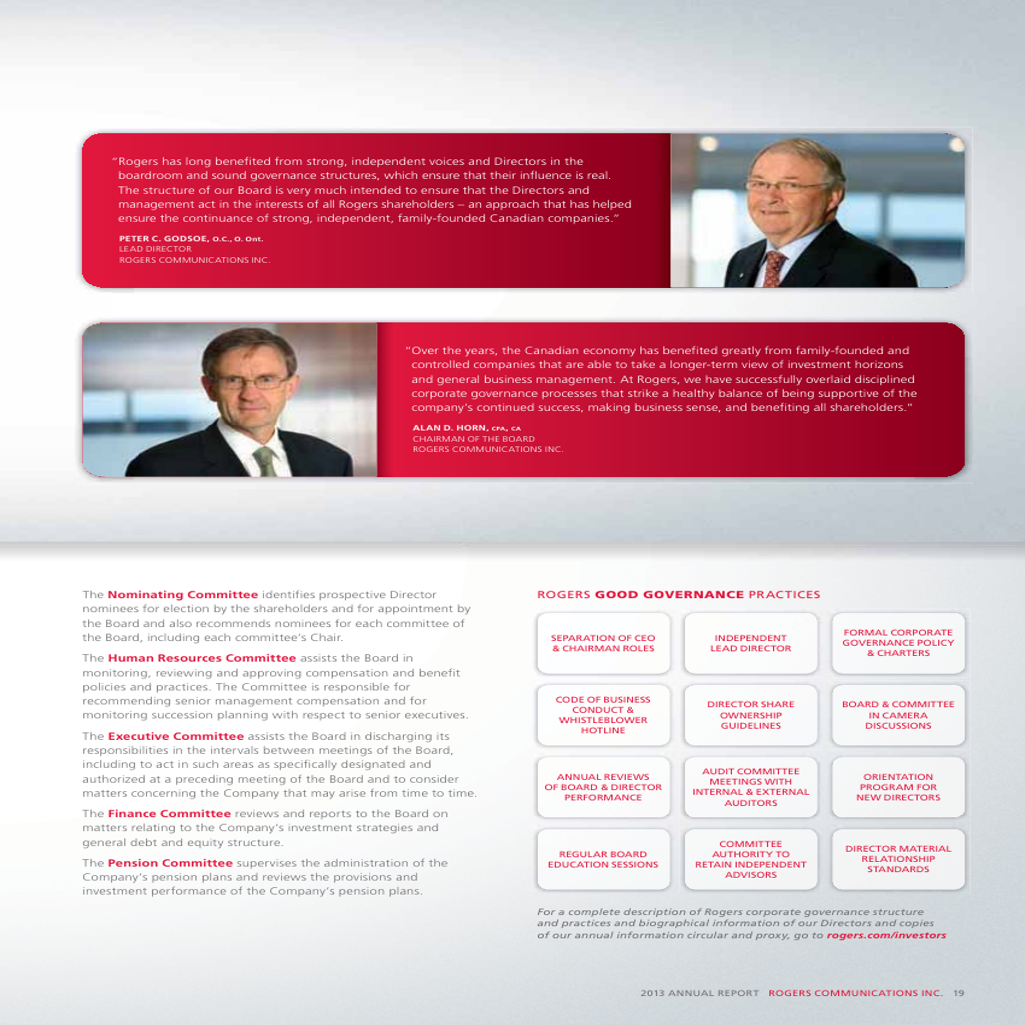 “Rogers has long benefited from strong, independent voices and Directors in the
boardroom and sound governance structures, which ensure that their influence is real.
The structure of our Board is very much intended to ensure that the Directors and
management act in the interests of all Rogers shareholders – an approach that has helped
ensure the continuance of strong, independent, family-founded Canadian companies.”
PETER C. GODSOE, O.C., O. Ont.
LEAD DIRECTOR
ROGERS COMMUNICATIONS INC.
“Over the years, the Canadian economy has benefited greatly from family-founded and
controlled companies that are able to take a longer-term view of investment horizons
and general business management. At Rogers, we have successfully overlaid disciplined
corporate governance processes that strike a healthy balance of being supportive of the
company’s continued success, making business sense, and benefiting all shareholders.”
ALAN D. HORN, CPA, CA
CHAIRMAN OF THE BOARD
ROGERS COMMUNICATIONS INC.
The Nominating Committee identifies prospective Director
nominees for election by the shareholders and for appointment by
the Board and also recommends nominees for each committee of
the Board, including each committee’s Chair.
The Human Resources Committee assists the Board in
monitoring, reviewing and approving compensation and benefit
policies and practices. The Committee is responsible for
recommending senior management compensation and for
monitoring succession planning with respect to senior executives.
The Executive Committee assists the Board in discharging its
responsibilities in the intervals between meetings of the Board,
including to act in such areas as specifically designated and
authorized at a preceding meeting of the Board and to consider
matters concerning the Company that may arise from time to time.
The Finance Committee reviews and reports to the Board on
matters relating to the Company’s investment strategies and
general debt and equity structure.
The Pension Committee supervises the administration of the
Company’s pension plans and reviews the provisions and
investment performance of the Company’s pension plans.
ROGERS GOOD GOVERNANCE PRACTICES
SEPARATION OF CEO
& CHAIRMAN ROLES
INDEPENDENT
LEAD DIRECTOR
FORMAL CORPORATE
GOVERNANCE POLICY
& CHARTERS
CODE OF BUSINESS
CONDUCT &
WHISTLEBLOWER
HOTLINE
DIRECTOR SHARE
OWNERSHIP
GUIDELINES
BOARD & COMMITTEE
IN CAMERA
DISCUSSIONS
ANNUAL REVIEWS
OF BOARD & DIRECTOR
PERFORMANCE
AUDIT COMMITTEE
MEETINGS WITH
INTERNAL & EXTERNAL
AUDITORS
ORIENTATION
PROGRAM FOR
NEW DIRECTORS
REGULAR BOARD
EDUCATION SESSIONS
COMMITTEE
AUTHORITY TO
RETAIN INDEPENDENT
ADVISORS
DIRECTOR MATERIAL
RELATIONSHIP
STANDARDS
For a complete description of Rogers corporate governance structure
and practices and biographical information of our Directors and copies
of our annual information circular and proxy, go to rogers.com/investors
2013 ANNUAL REPORT ROGERS COMMUNICATIONS INC. 19